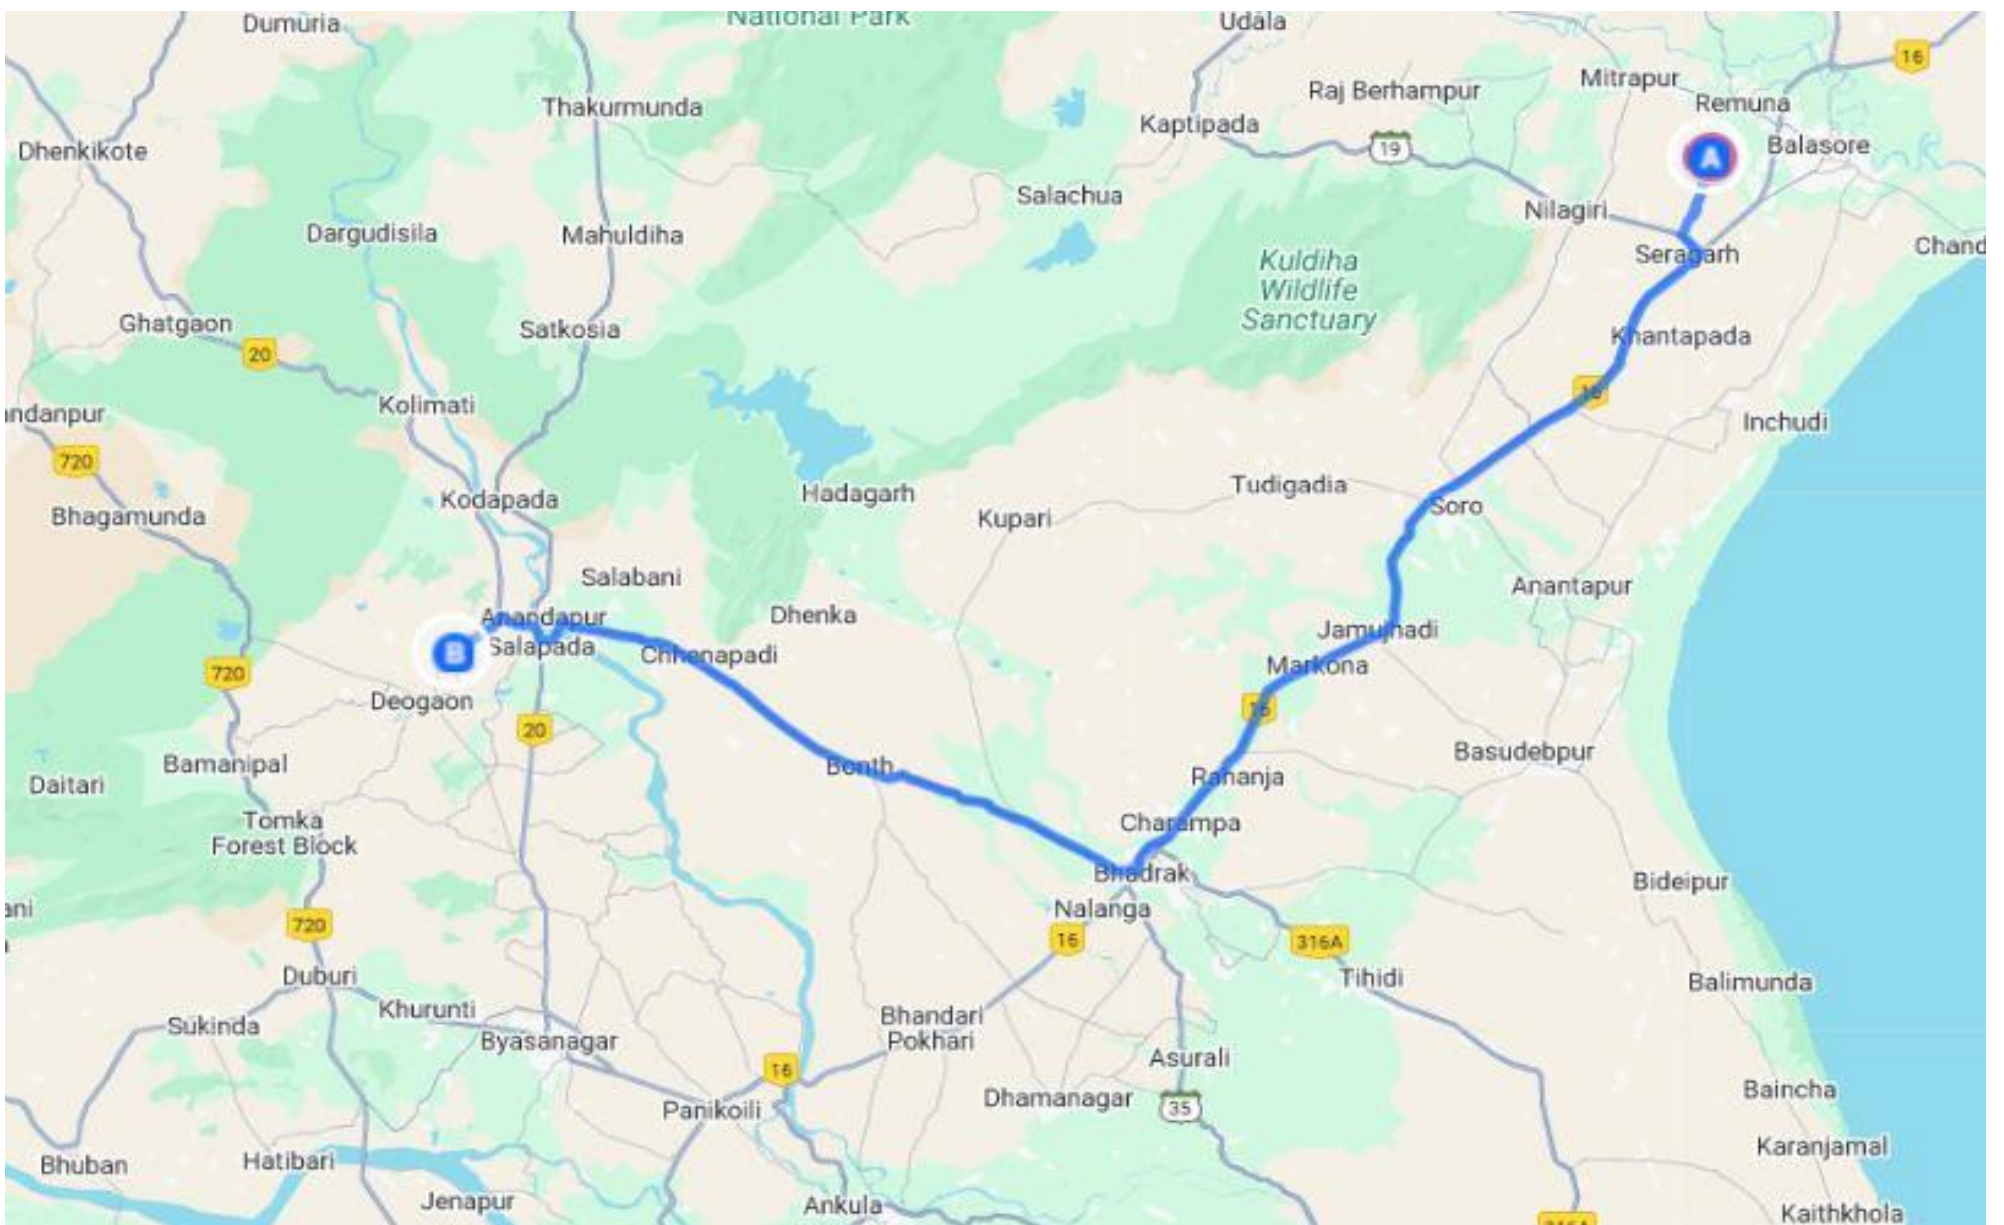 National Park
Udala
Dumuria
16
Mitrapur
Raj Berhampur
Remuna
Thakurmunda
Kaptipada
Balasore
Dhenkikote
19
A
Salachua
Nilagiri
Dargudisila
Mahuldiha
Chand
Seragarh
Kuldiha
Wildlife
Sanctuary
Ghatgaon
Satkosia
Khantapada
20
16
Kolimati
ndanpur
Inchudi
720
Tudigadia
Hadagarh
Kodapada
Soro
Bhagamunda
Kupari
Salabani
Anantapur
Dhenka
Anandapur
Jamujhadi
Salapada
B
Chhenapadi
Markona
720
Deogaon
16
20
Basudebpur
Bamanipal
Bonth
Rahanja
Daitari
Tomka
Forest Block
Charampa
Bhadrak
Bideipur
ani
Nalanga
720
16
316A
Duburi
Tihidi
Balimunda
Khurunti
Sukinda
Bhandari
Pokhari
Byasanagar
Asurali
16
Baincha
Dhamanagar
Panikoili
35
Karanjamal
Bhuban
Hatibari
Jenapur
Ankula
Kaithkhola
316A